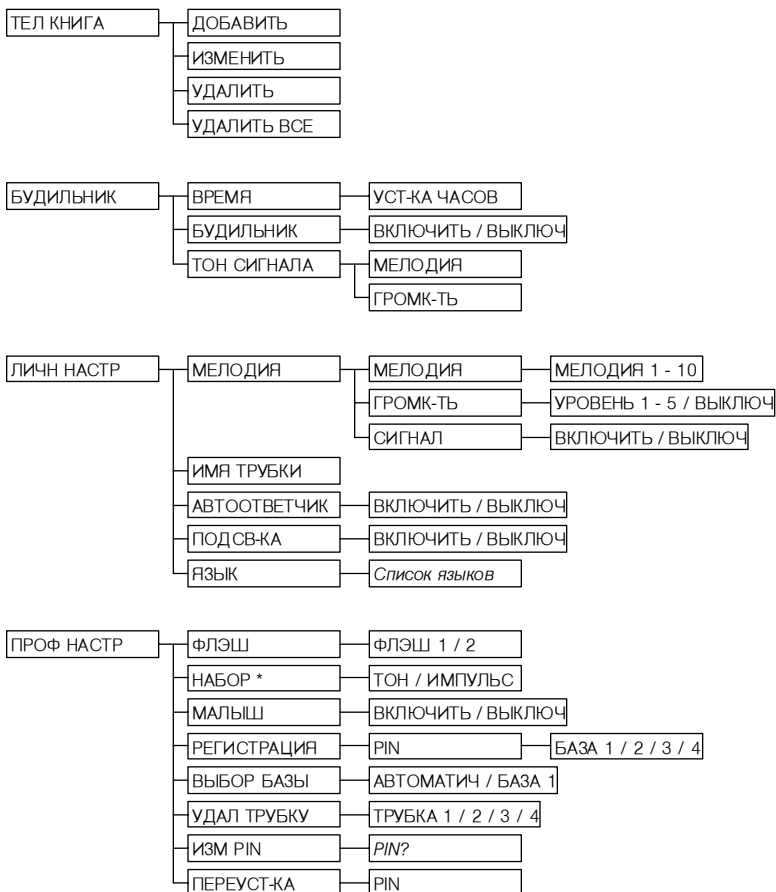 ТЕЛ КНИГА ДОБАВИТЬ
ИЗМЕНИТЬ
УДАЛИТЬ
УДАЛИТЬ ВСЕ
БУДИЛЬНИК ВРЕМЯ УСТ-КА ЧАСОВ
БУДИЛЬНИК ВКЛЮЧИТЬ / ВЫКЛЮЧ
ТОН СИГНАЛА МЕЛОДИЯ
ГРОМК-ТЬ
ЛИЧН НАСТР МЕЛОДИЯ МЕЛОДИЯ МЕЛОДИЯ 1 - 10
ГРОМК-ТЬ УРОВЕНЬ 1 - 5 / ВЫКЛЮЧ
СИГНАЛ ВКЛЮЧИТЬ / ВЫКЛЮЧ
ИМЯ ТРУБКИ
АВТООТВЕТЧИК ВКЛЮЧИТЬ / ВЫКЛЮЧ
ПОДСВ-КА ВКЛЮЧИТЬ / ВЫКЛЮЧ
ЯЗЫК Список языков
ПРОФ НАСТР ФЛЭШ ФЛЭШ 1 / 2
НАБОР * ТОН / ИМПУЛЬС
МАЛЫШ ВКЛЮЧИТЬ / ВЫКЛЮЧ
РЕГИСТРАЦИЯ PIN БАЗА 1 / 2 / 3 / 4
ВЫБОР БАЗЫ АВТОМАТИЧ / БАЗА 1
УДАЛ ТРУБКУ ТРУБКА 1 / 2 / 3 / 4
ИЗМ PIN PIN?
ПЕРЕУСТ-КА PIN